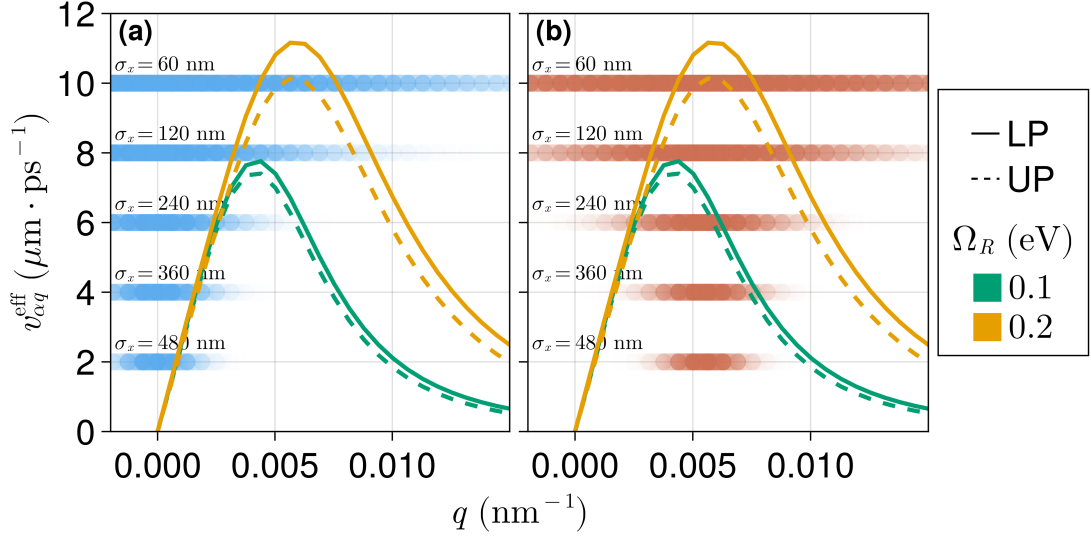 (a)
(b)
12
10
8
6
4
2
0
v_{αq}^{eff} (μm · ps⁻¹)
σₓ = 60 nm
σₓ = 120 nm
σₓ = 240 nm
σₓ = 360 nm
σₓ = 480 nm
σₓ = 60 nm
σₓ = 120 nm
σₓ = 240 nm
σₓ = 360 nm
σₓ = 480 nm
0.000 0.005 0.010
0.000 0.005 0.010
q (nm⁻¹)
LP
UP
Ω_R (eV)
0.1
0.2